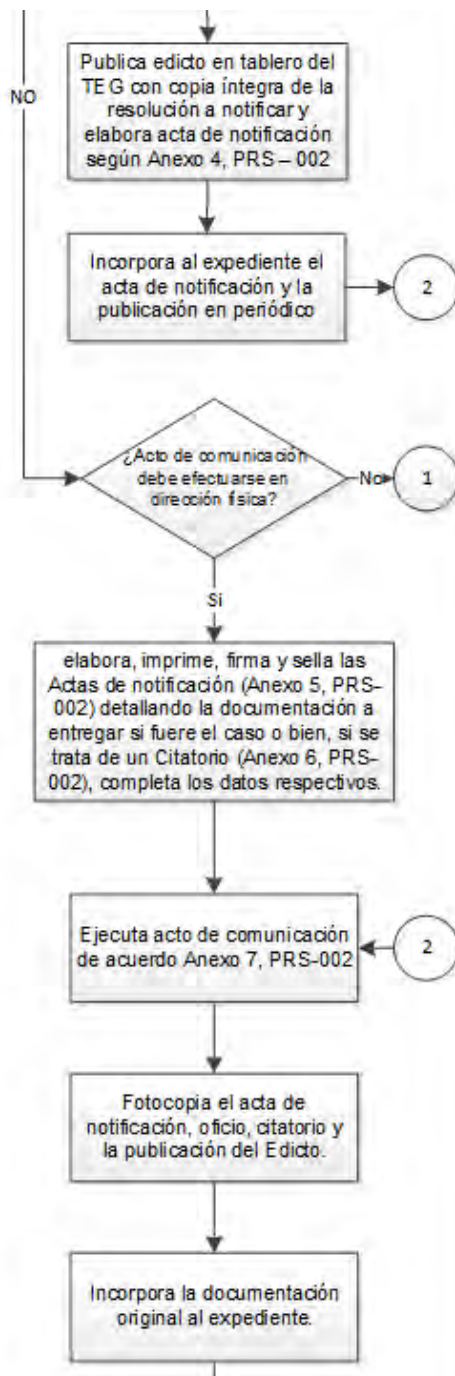 Publica edicto en tablero del
TEG con copia íntegra de la
resolución a notificar y
elabora acta de notificación
según Anexo 4, PRS – 002
NO
Incorpora al expediente el
acta de notificación y la
publicación en periódico
2
¿Acto de comunicación
debe efectuarse en
dirección física?
No
1
Si
elabora, imprime, firma y sella las
Actas de notificación (Anexo 5, PRS-
002) detallando la documentación a
entregar si fuere el caso o bien, si se
trata de un Citatorio (Anexo 6, PRS-
002), completa los datos respectivos.
Ejecuta acto de comunicación
de acuerdo Anexo 7, PRS-002
2
Fotocopia el acta de
notificación, oficio, citatorio y
la publicación del Edicto.
Incorpora la documentación
original al expediente.